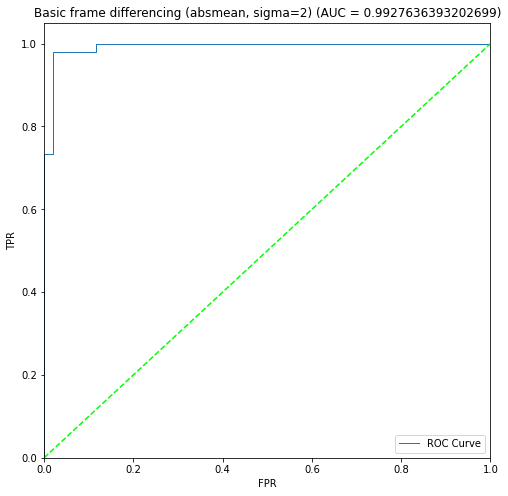 Basic frame differencing (absmean, sigma=2) (AUC = 0.9927636393202699)
1.0
0.8
0.6
0.4
0.2
0.0
TPR
0.0 0.2 0.4 0.6 0.8 1.0
FPR
ROC Curve